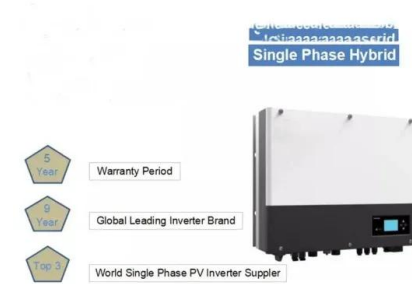 Single Phase Hybrid
5
Year
Warranty Period
9
Year
Global Leading Inverter Brand
Top 3
World Single Phase PV Inverter Suppler